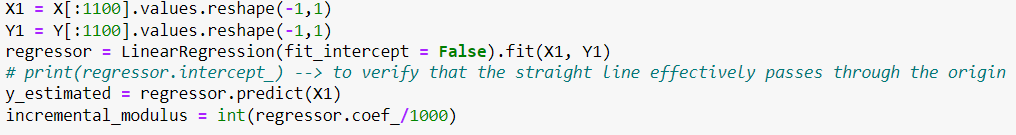 X1 = X[:1100].values.reshape(-1,1)
Y1 = Y[:1100].values.reshape(-1,1)
regressor = LinearRegression(fit_intercept = False).fit(X1, Y1)
# print(regressor.intercept_) --> to verify that the straight line effectively passes through the origin
y_estimated = regressor.predict(X1)
incremental_modulus = int(regressor.coef_/1000)